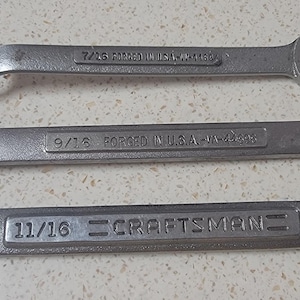 7/16 FORGED IN U.S.A.
9/16 FORGED IN U.S.A.
11/16 CRAFTSMAN